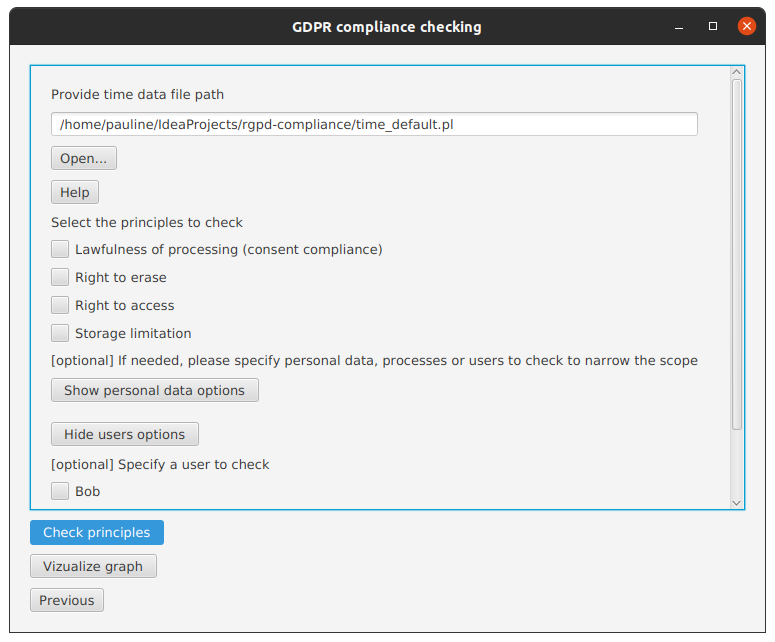 GDPR compliance checking
Provide time data file path
/home/pauline/IdeaProjects/rgpd-compliance/time_default.pl
Open...
Help
Select the principles to check
Lawfulness of processing (consent compliance)
Right to erase
Right to access
Storage limitation
[optional] If needed, please specify personal data, processes or users to check to narrow the scope
Show personal data options
Hide users options
[optional] Specify a user to check
Bob
Check principles
Vizualize graph
Previous